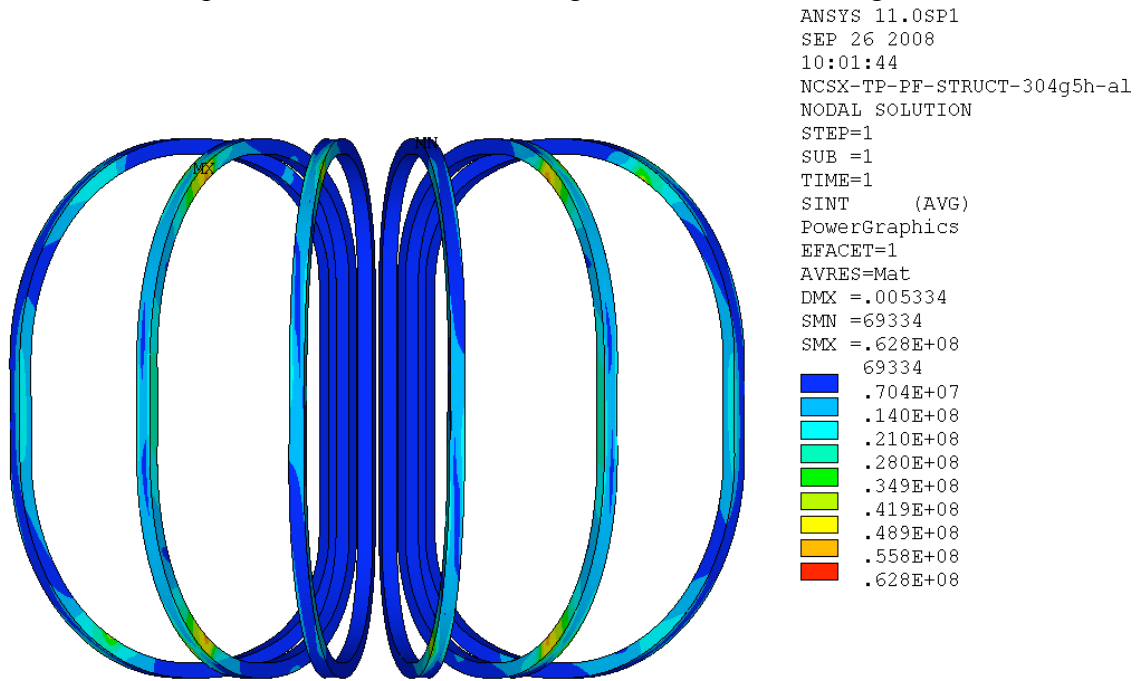 ANSYS 11.0SP1
SEP 26 2008
10:01:44
NCSX-TP-PF-STRUCT-304g5h-al
NODAL SOLUTION
STEP=1
SUB =1
TIME=1
SINT (AVG)
PowerGraphics
EFACET=1
AVRES=Mat
DMX =.005334
SMN =69334
SMX =.628E+08
69334
.704E+07
.140E+08
.210E+08
.280E+08
.349E+08
.419E+08
.489E+08
.558E+08
.628E+08
MN
MX